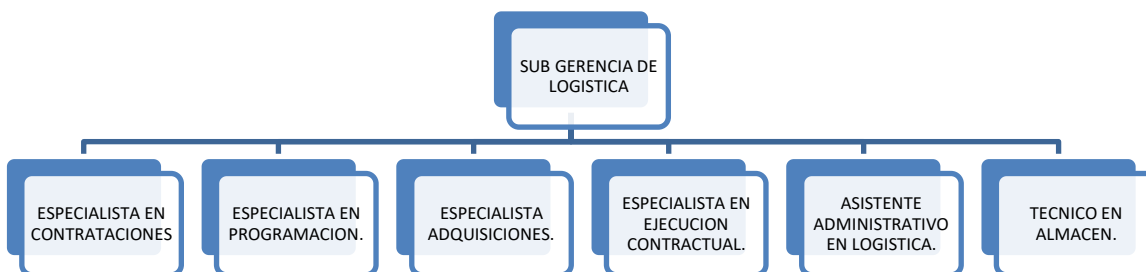 SUB GERENCIA DE
LOGISTICA
ESPECIALISTA EN
CONTRATACIONES
ESPECIALISTA EN
PROGRAMACION.
ESPECIALISTA
ADQUISICIONES.
ESPECIALISTA EN
EJECUCION
CONTRACTUAL.
ASISTENTE
ADMINISTRATIVO
EN LOGISTICA.
TECNICO EN
ALMACEN.